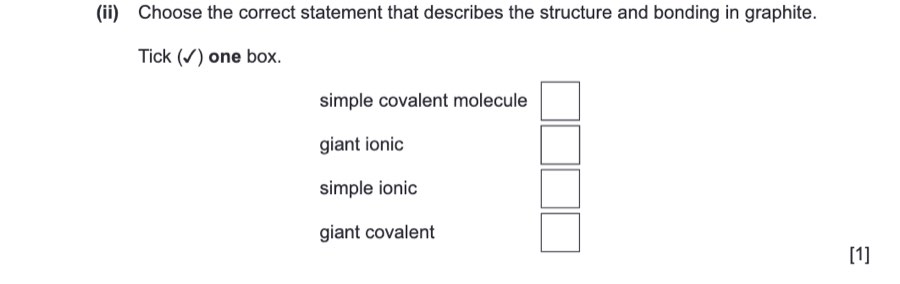 (ii) Choose the correct statement that describes the structure and bonding in graphite.
Tick (✓) one box.
simple covalent molecule
giant ionic
simple ionic
giant covalent
[1]